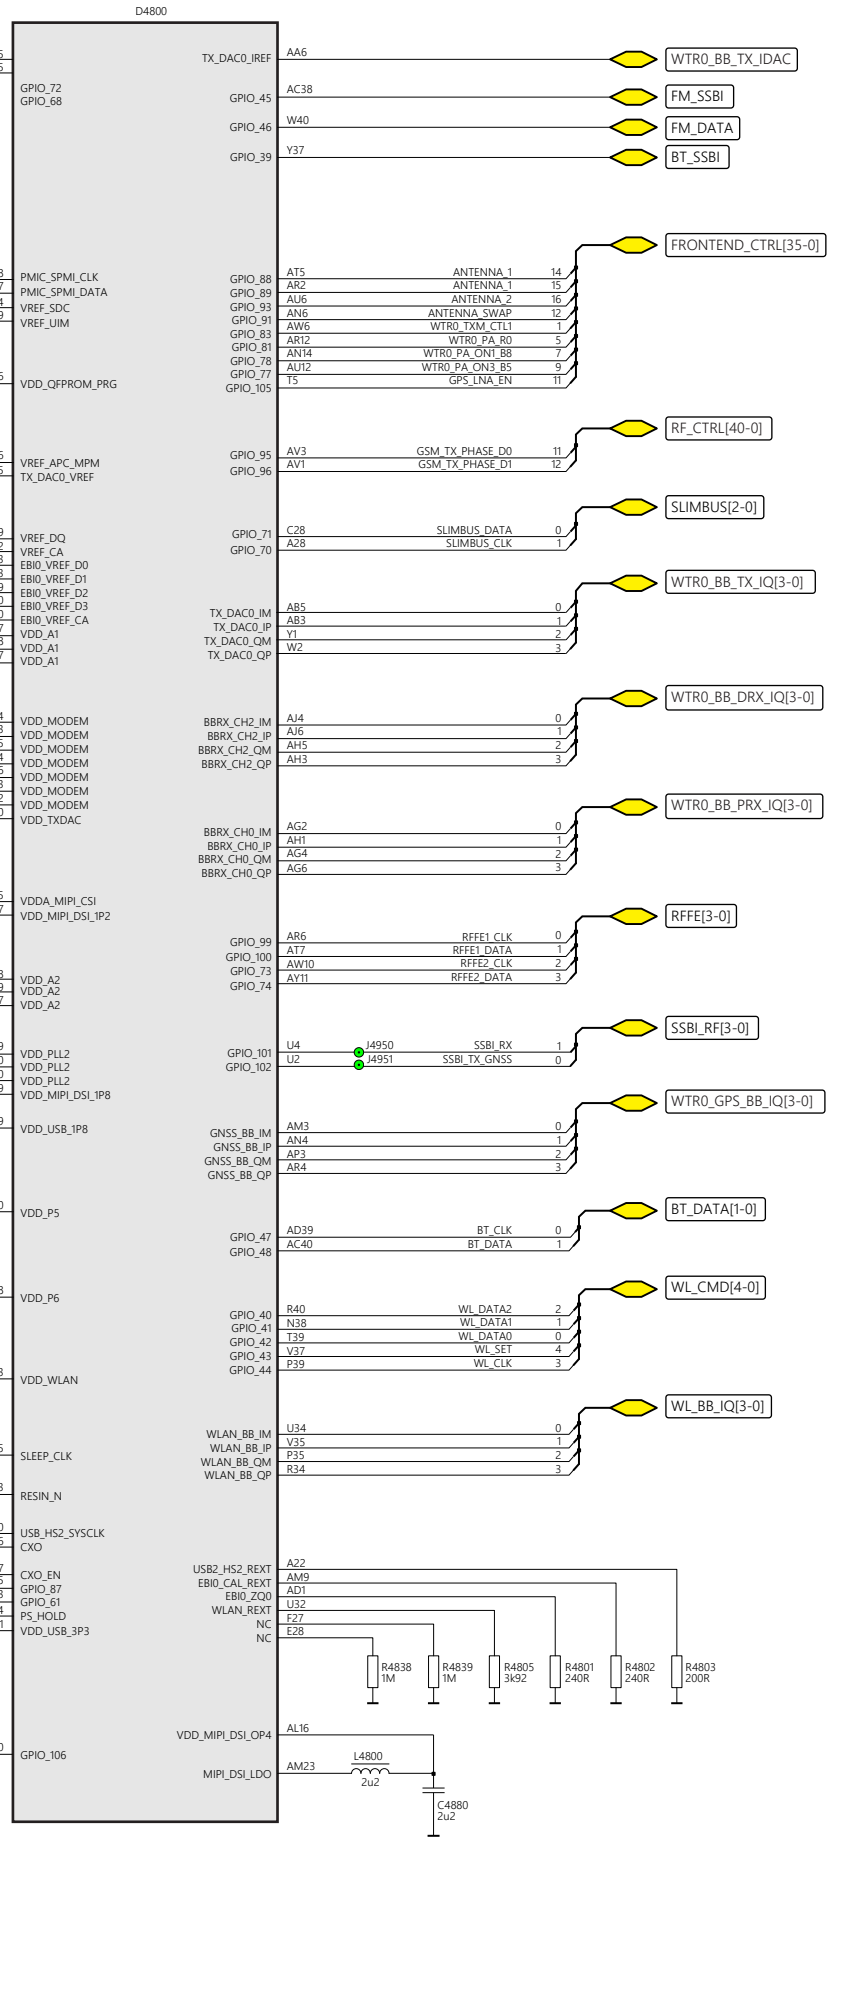 D4800
TX_DAC0_IREF AA6 WTR0_BB_TX_IDAC
GPIO_72
GPIO_68
GPIO_45 AC38 FM_SSBI
GPIO_46 W40 FM_DATA
GPIO_39 Y37 BT_SSBI
FRONTEND_CTRL[35-0]
PMIC_SPMI_CLK GPIO_88 AT5 ANTENNA_1 14
PMIC_SPMI_DATA GPIO_89 AR2 ANTENNA_1 15
VREF_SDC GPIO_93 AU6 ANTENNA_2 16
VREF_UIM GPIO_91 AN6 ANTENNA_SWAP 12
GPIO_83 AW6 WTR0_TXM_CTL1 1
GPIO_81 AR12 WTR0_PA_R0 5
GPIO_78 AN14 WTR0_PA_ON1_B8 7
GPIO_77 AU12 WTR0_PA_ON3_B5 9
VDD_QFPROM_PRG GPIO_105 T5 GPS_LNA_EN 11
RF_CTRL[40-0]
VREF_APC_MPM GPIO_95 AV3 GSM_TX_PHASE_D0 11
TX_DAC0_VREF GPIO_96 AV1 GSM_TX_PHASE_D1 12
SLIMBUS[2-0]
VREF_DQ GPIO_71 C28 SLIMBUS_DATA 0
VREF_CA GPIO_70 A28 SLIMBUS_CLK 1
EBI0_VREF_D0
EBI0_VREF_D1 WTR0_BB_TX_IQ[3-0]
EBI0_VREF_D2
EBI0_VREF_D3 TX_DAC0_IM AB5 0
EBI0_VREF_CA TX_DAC0_IP AB3 1
VDD_A1 TX_DAC0_QM Y1 2
VDD_A1 TX_DAC0_QP W2 3
VDD_A1
WTR0_BB_DRX_IQ[3-0]
VDD_MODEM BBRX_CH2_IM AJ4 0
VDD_MODEM BBRX_CH2_IP AJ6 1
VDD_MODEM BBRX_CH2_QM AH5 2
VDD_MODEM BBRX_CH2_QP AH3 3
VDD_MODEM
VDD_MODEM
VDD_MODEM WTR0_BB_PRX_IQ[3-0]
VDD_TXDAC
BBRX_CH0_IM AG2 0
BBRX_CH0_IP AH1 1
BBRX_CH0_QM AG4 2
BBRX_CH0_QP AG6 3
VDDA_MIPI_CSI
VDD_MIPI_DSI_1P2 RFFE[3-0]
GPIO_99 AR6 RFFE1_CLK 0
GPIO_100 AT7 RFFE1_DATA 1
GPIO_73 AW10 RFFE2_CLK 2
VDD_A2 GPIO_74 AY11 RFFE2_DATA 3
VDD_A2
VDD_A2
SSBI_RF[3-0]
VDD_PLL2 GPIO_101 U4 J4950 SSBI_RX 1
VDD_PLL2 GPIO_102 U2 J4951 SSBI_TX_GNSS 0
VDD_PLL2
VDD_MIPI_DSI_1P8 WTR0_GPS_BB_IQ[3-0]
VDD_USB_1P8 GNSS_BB_IM AM3 0
GNSS_BB_IP AN4 1
GNSS_BB_QM AP3 2
GNSS_BB_QP AR4 3
VDD_P5 BT_DATA[1-0]
GPIO_47 AD39 BT_CLK 0
GPIO_48 AC40 BT_DATA 1
WL_CMD[4-0]
VDD_P6
GPIO_40 R40 WL_DATA2 2
GPIO_41 N38 WL_DATA1 1
GPIO_42 T39 WL_DATA0 0
GPIO_43 V37 WL_SET 4
GPIO_44 P39 WL_CLK 3
VDD_WLAN
WL_BB_IQ[3-0]
WLAN_BB_IM U34 0
WLAN_BB_IP V35 1
SLEEP_CLK WLAN_BB_QM P35 2
WLAN_BB_QP R34 3
RESIN_N
USB_HS2_SYSCLK
CXO
CXO_EN USB2_HS2_REXT A22
GPIO_87 EBI0_CAL_REXT AM9
GPIO_61 EBI0_ZQ0 AD1
PS_HOLD WLAN_REXT U32
VDD_USB_3P3 NC F27
NC E28
R4838 R4839 R4805 R4801 R4802 R4803
1M 1M 3k92 240R 240R 200R
VDD_MIPI_DSI_OP4 AL16
GPIO_106
L4800
MIPI_DSI_LDO AM23
2u2
C4880
2u2